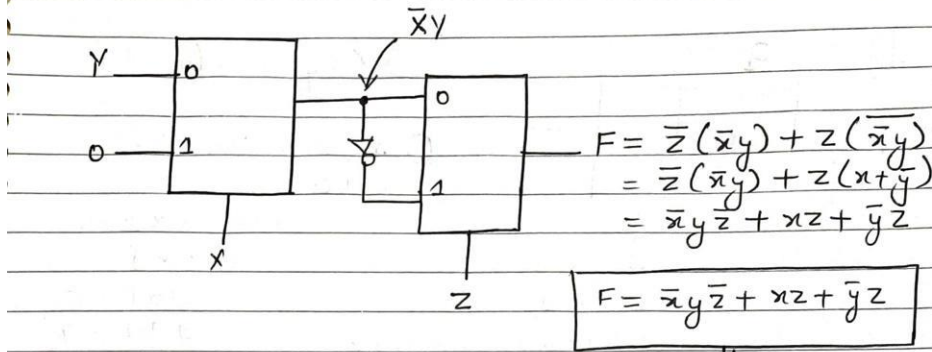 X̄Y
Y 0
0
0 1
F = z̄(x̄y) + z(x̄y)̅
1
= z̄(x̄y) + z(x+ȳ)
= x̄yz̄ + xz + ȳz
X
Z
F = x̄yz̄ + xz + ȳz